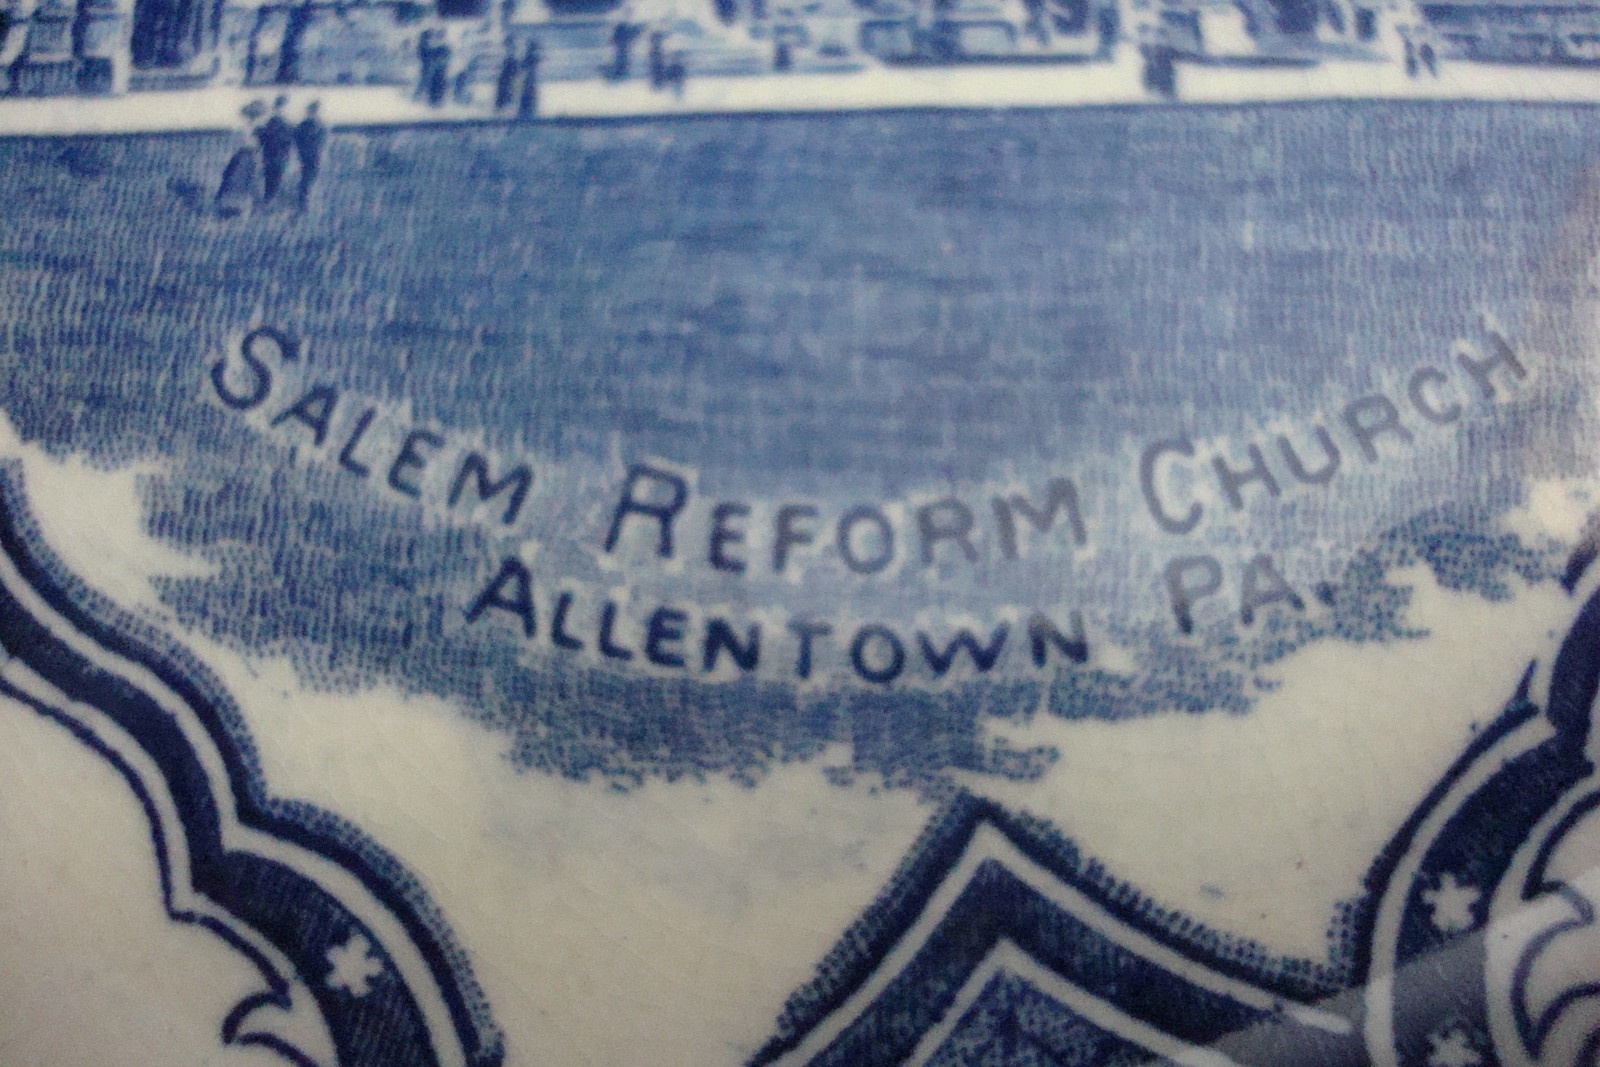 SALEM REFORM CHURCH
ALLENTOWN PA.